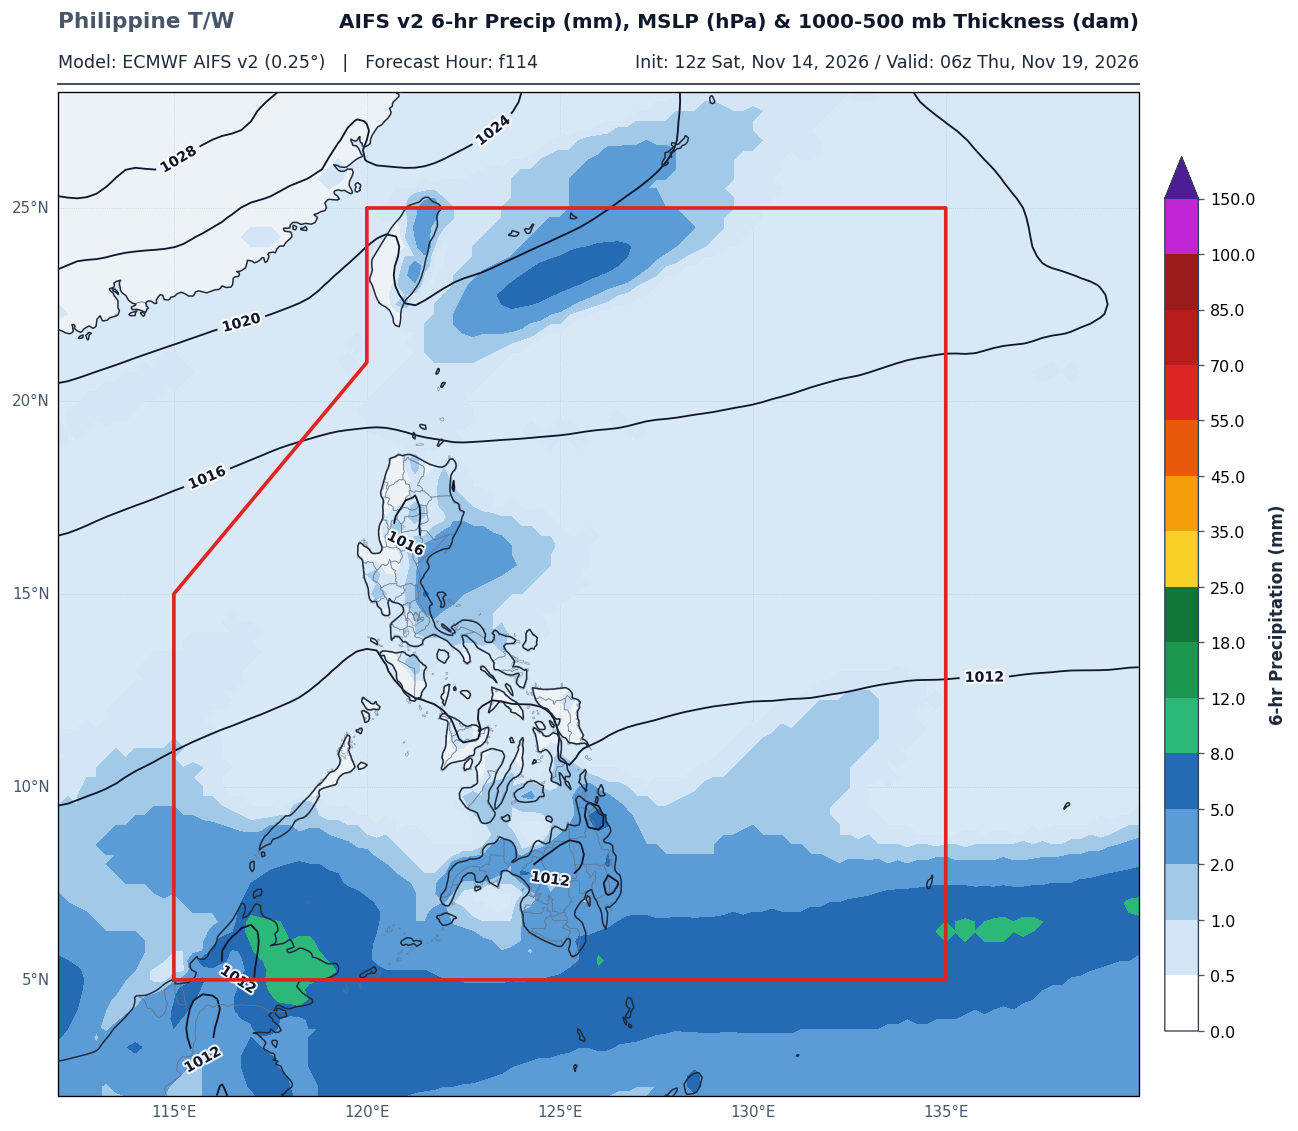 Philippine T/W
AIFS v2 6-hr Precip (mm), MSLP (hPa) & 1000-500 mb Thickness (dam)
Model: ECMWF AIFS v2 (0.25°) | Forecast Hour: f114
Init: 12z Sat, Nov 14, 2026 / Valid: 06z Thu, Nov 19, 2026
1028
1024
1020
1016
1016
1012
1012
1012
1012
25°N
20°N
15°N
10°N
5°N
115°E
120°E
125°E
130°E
135°E
150.0
100.0
85.0
70.0
55.0
45.0
35.0
25.0
18.0
12.0
8.0
5.0
2.0
1.0
0.5
0.0
6-hr Precipitation (mm)